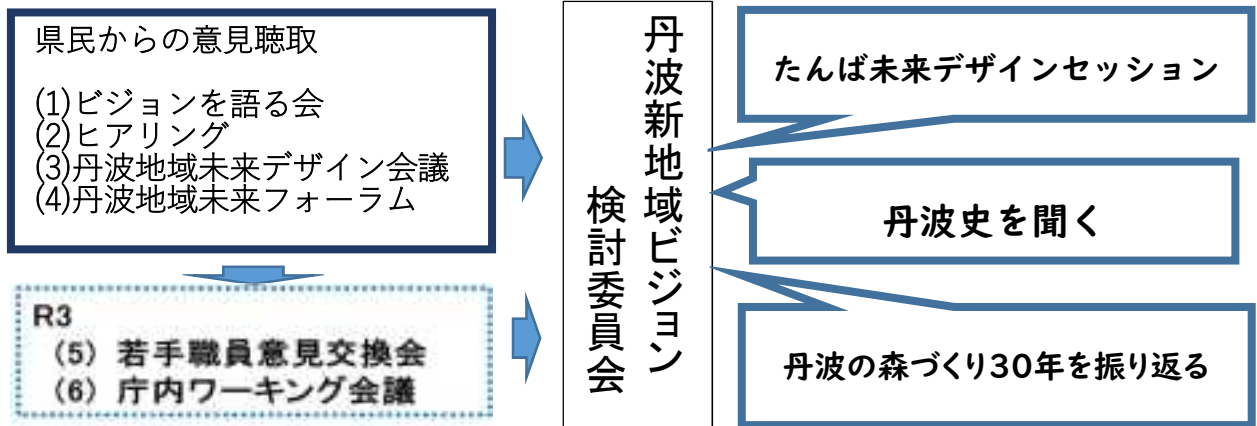 県民からの意見聴取
(1)ビジョンを語る会
(2)ヒアリング
(3)丹波地域未来デザイン会議
(4)丹波地域未来フォーラム
R3
(5) 若手職員意見交換会
(6) 庁内ワーキング会議
丹波新地域ビジョン
検討委員会
たんば未来デザインセッション
丹波史を聞く
丹波の森づくり30年を振り返る